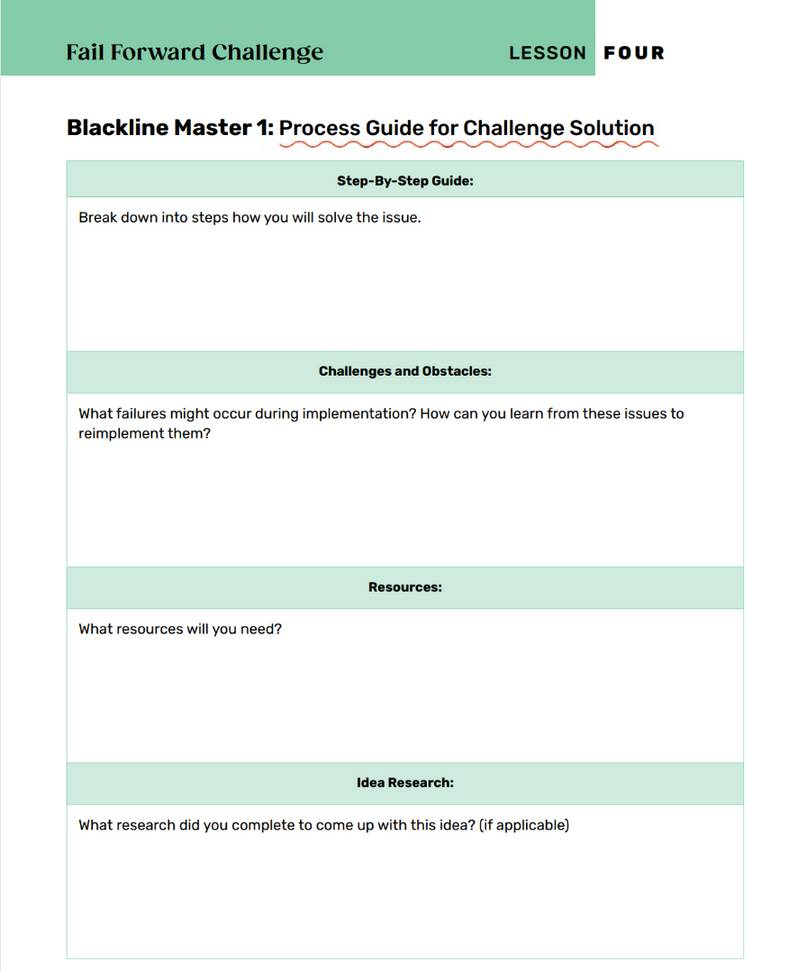 Fail Forward Challenge
LESSON FOUR
Blackline Master 1: Process Guide for Challenge Solution
Step-By-Step Guide:
Break down into steps how you will solve the issue.
Challenges and Obstacles:
What failures might occur during implementation? How can you learn from these issues to
reimplement them?
Resources:
What resources will you need?
Idea Research:
What research did you complete to come up with this idea? (if applicable)